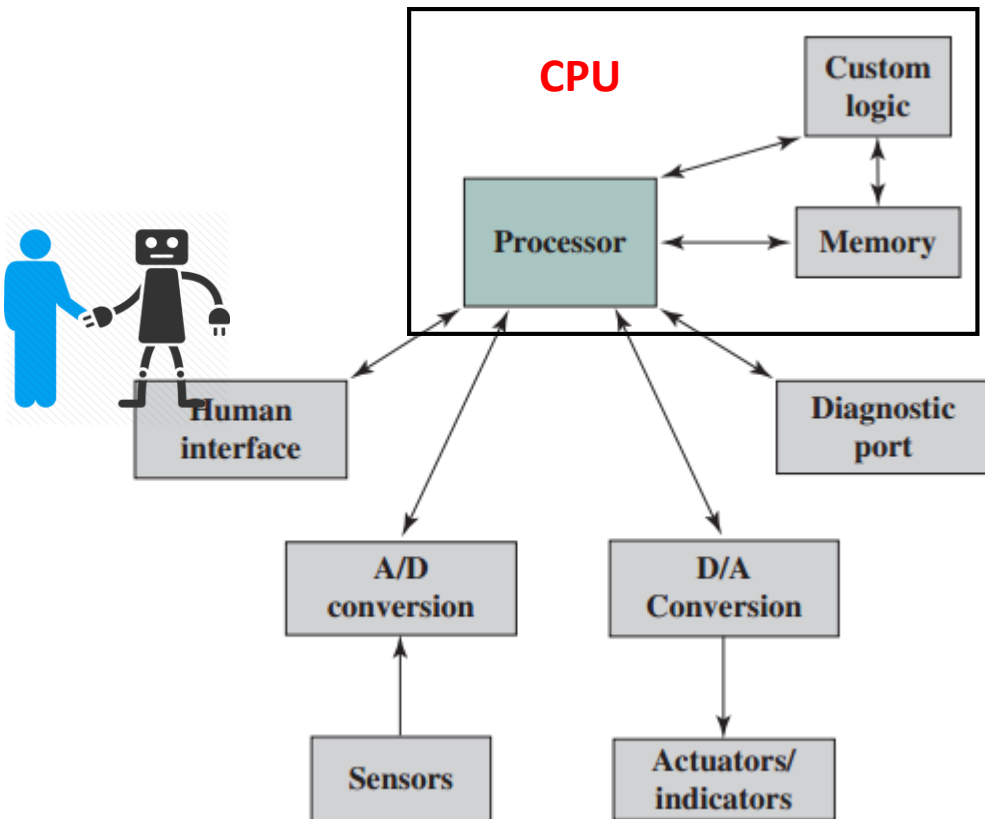 CPU
Custom
logic
Processor
Memory
Human
interface
Diagnostic
port
A/D
conversion
D/A
Conversion
Sensors
Actuators/
indicators